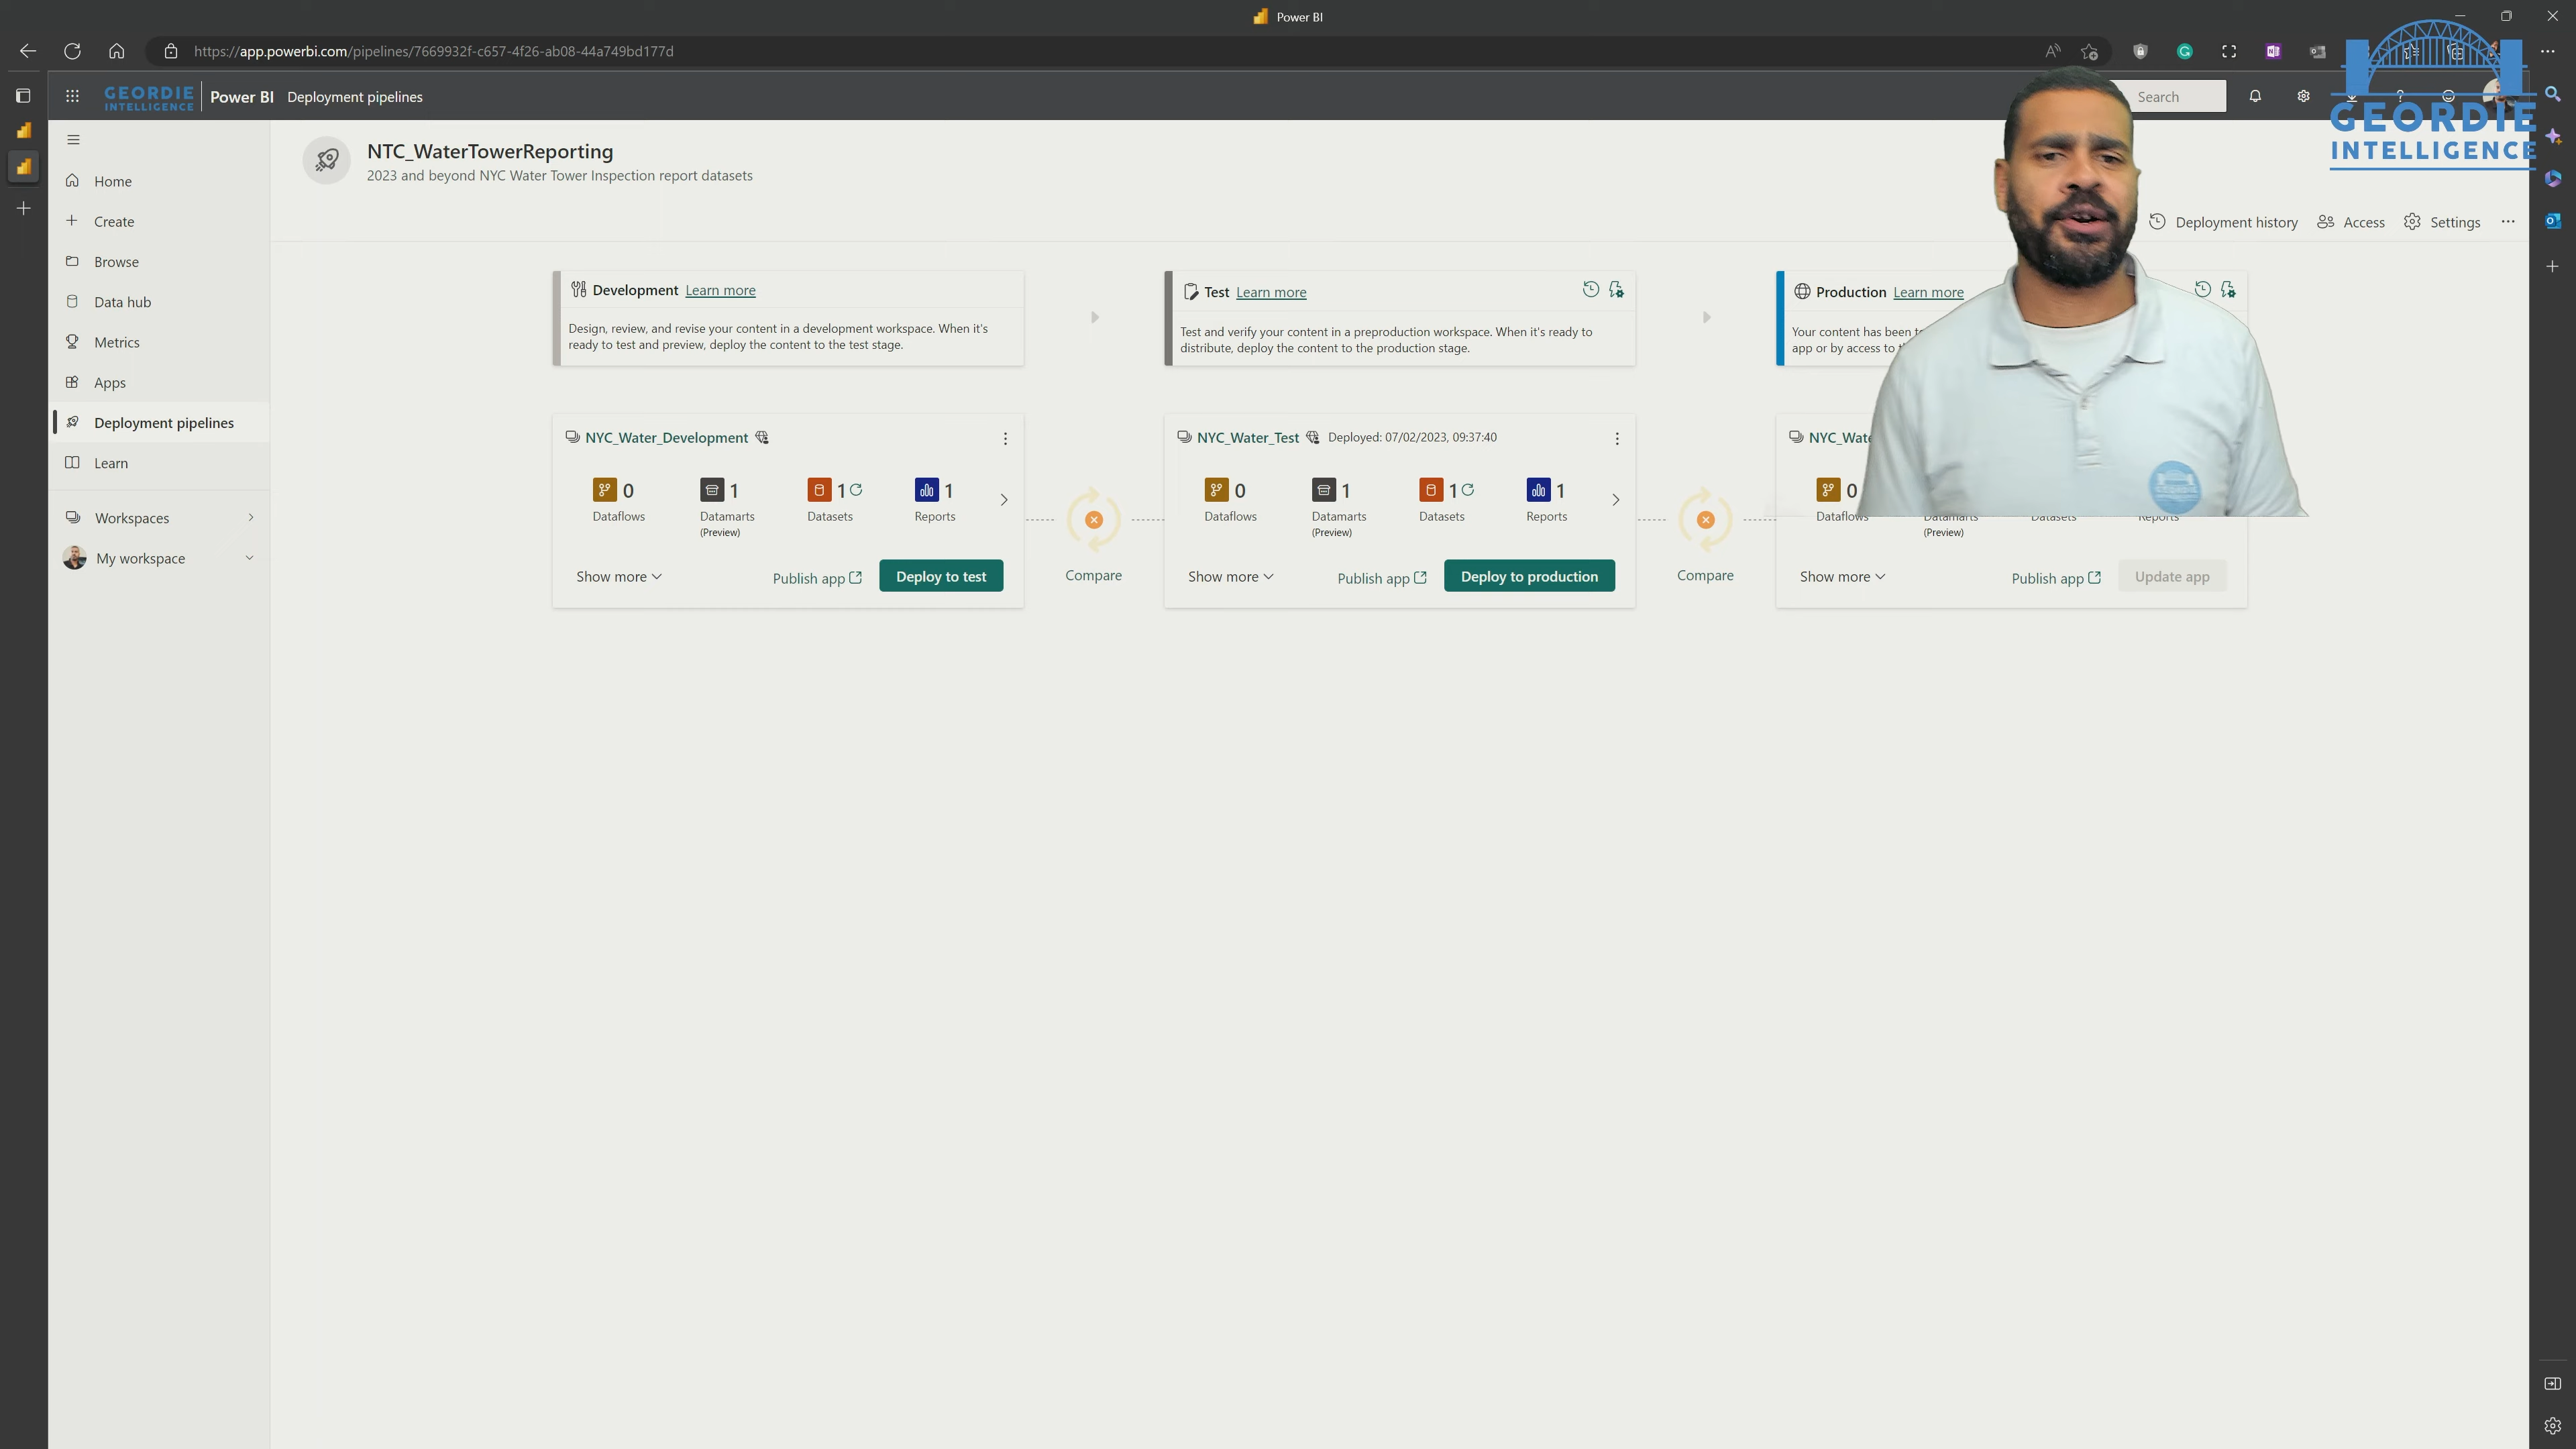 Power BI
https://app.powerbi.com/pipelines/7669932f-c657-4f26-ab08-44a749bd177d
GEORDIE
INTELLIGENCE
Power BI
Deployment pipelines
Search
GEORDIE
INTELLIGENCE
Home
Create
Browse
Data hub
Metrics
Apps
Deployment pipelines
Learn
Workspaces
My workspace
NTC_WaterTowerReporting
2023 and beyond NYC Water Tower Inspection report datasets
Deployment history
Access
Settings
Development Learn more
Design, review, and revise your content in a development workspace. When it's
ready to test and preview, deploy the content to the test stage.
Test Learn more
Test and verify your content in a preproduction workspace. When it's ready to
distribute, deploy the content to the production stage.
Production Learn more
Your content has been
app or by access to
NYC_Water_Development
0
Dataflows
1
Datamarts
(Preview)
1
Datasets
1
Reports
Show more
Publish app
Deploy to test
Compare
NYC_Water_Test
Deployed: 07/02/2023, 09:37:40
0
Dataflows
1
Datamarts
(Preview)
1
Datasets
1
Reports
Show more
Publish app
Deploy to production
Compare
0
Dataflows
Datamarts
(Preview)
Datasets
Reports
Show more
Publish app
Update app